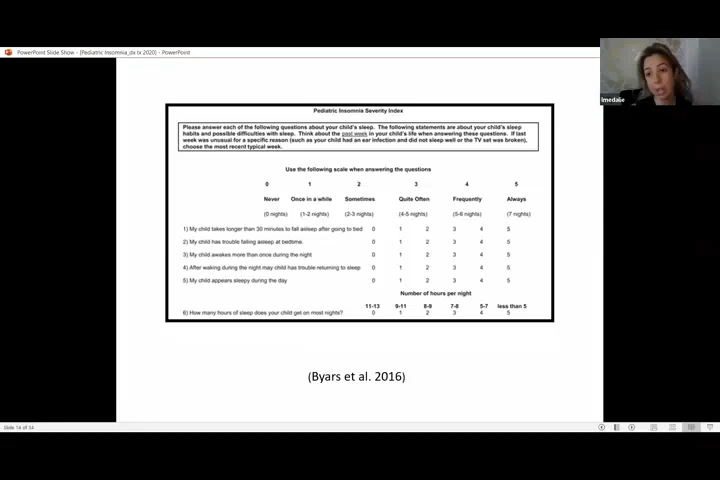 PowerPoint Slide Show - [Pediatric Insomnia_dx tx 2020] - PowerPoint
lmedalie
Pediatric Insomnia Severity Index
Please answer each of the following questions about your child's sleep. The following statements are about your child's sleep
habits and possible difficulties with sleep. Think about the past week in your child's life when answering these questions. If last
week was unusual for a specific reason (such as your child had an ear infection and did not sleep well or the TV set was broken),
choose the most recent typical week.
Use the following scale when answering the questions
0 1 2 3 4 5
Never Once in a while Sometimes Quite Often Frequently Always
(0 nights) (1-2 nights) (2-3 nights) (4-5 nights) (5-6 nights) (7 nights)
1) My child takes longer than 30 minutes to fall asleep after going to bed 0 1 2 3 4 5
2) My child has trouble falling asleep at bedtime. 0 1 2 3 4 5
3) My child awakes more than once during the night 0 1 2 3 4 5
4) After waking during the night my child has trouble returning to sleep 0 1 2 3 4 5
5) My child appears sleepy during the day 0 1 2 3 4 5
Number of hours per night
11-13 9-11 8-9 7-8 5-7 less than 5
6) How many hours of sleep does your child get on most nights? 0 1 2 3 4 5
(Byars et al. 2016)
Slide 14 of 34